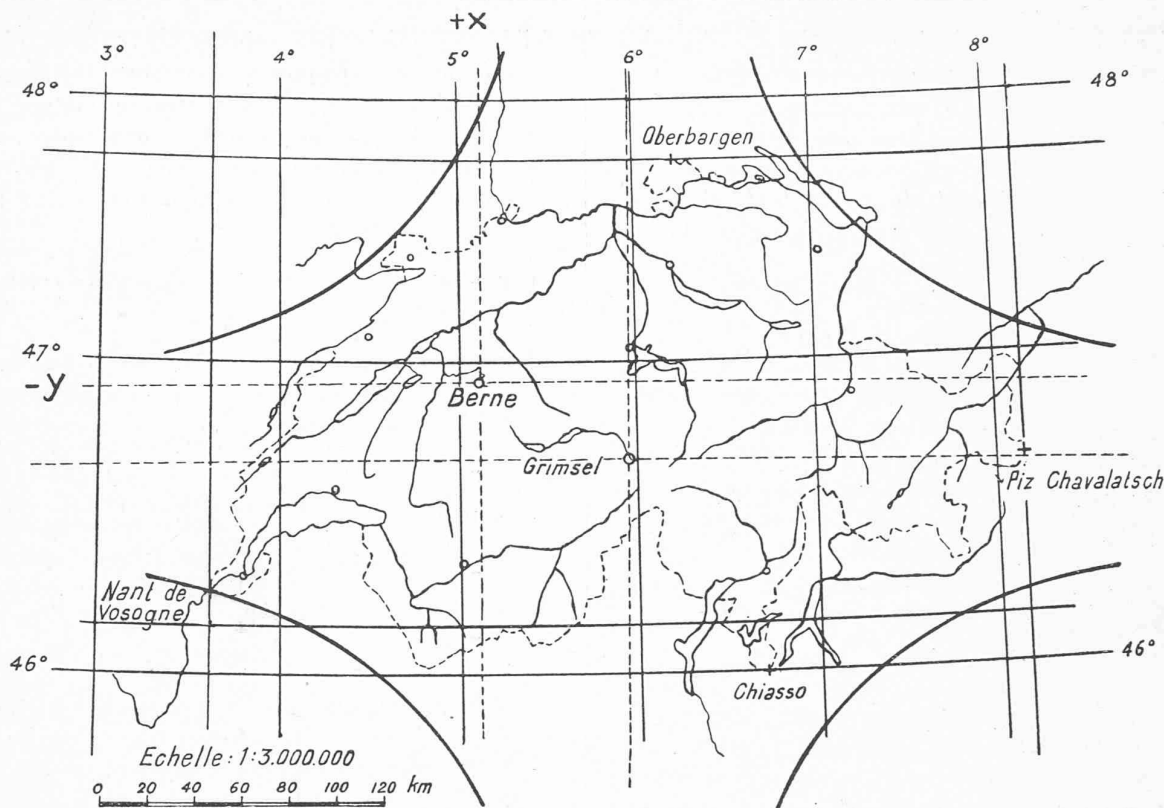 +x
3° 4° 5° 6° 7° 8°
48° 48°
Oberbargen
47°
-y
Berne
Grimsel
Piz Chavalatsch
Nant de
Vosogne
46° 46°
Chiasso
Echelle: 1:3.000.000
0 20 40 60 80 100 120 km